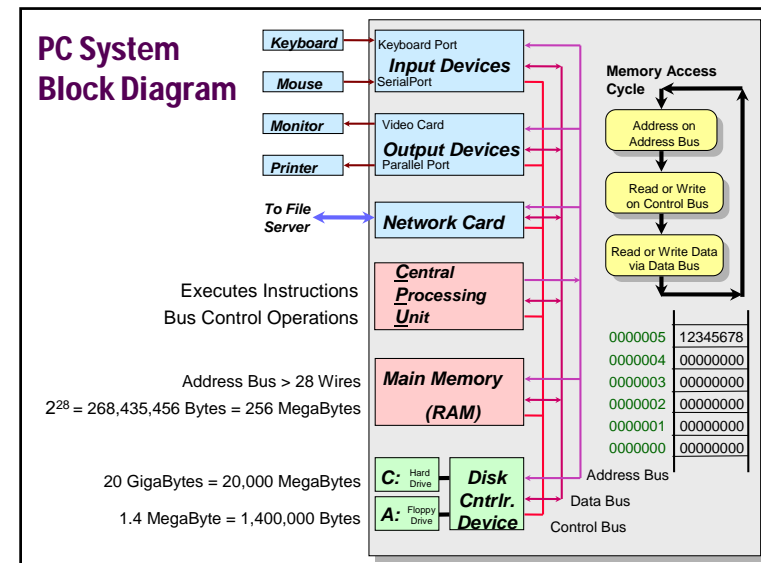 PC System
Block Diagram
Keyboard
Mouse
Monitor
Printer
To File
Server
Keyboard Port
Input Devices
SerialPort
Video Card
Output Devices
Parallel Port
Network Card
Executes Instructions
Bus Control Operations
Central
Processing
Unit
Address Bus > 28 Wires
2²⁸ = 268,435,456 Bytes = 256 MegaBytes
Main Memory
(RAM)
20 GigaBytes = 20,000 MegaBytes
1.4 MegaByte = 1,400,000 Bytes
C: Hard
Drive
A: Floppy
Drive
Disk
Cntrlr.
Device
Memory Access
Cycle
Address on
Address Bus
Read or Write
on Control Bus
Read or Write Data
via Data Bus
0000005 12345678
0000004 00000000
0000003 00000000
0000002 00000000
0000001 00000000
0000000 00000000
Address Bus
Data Bus
Control Bus